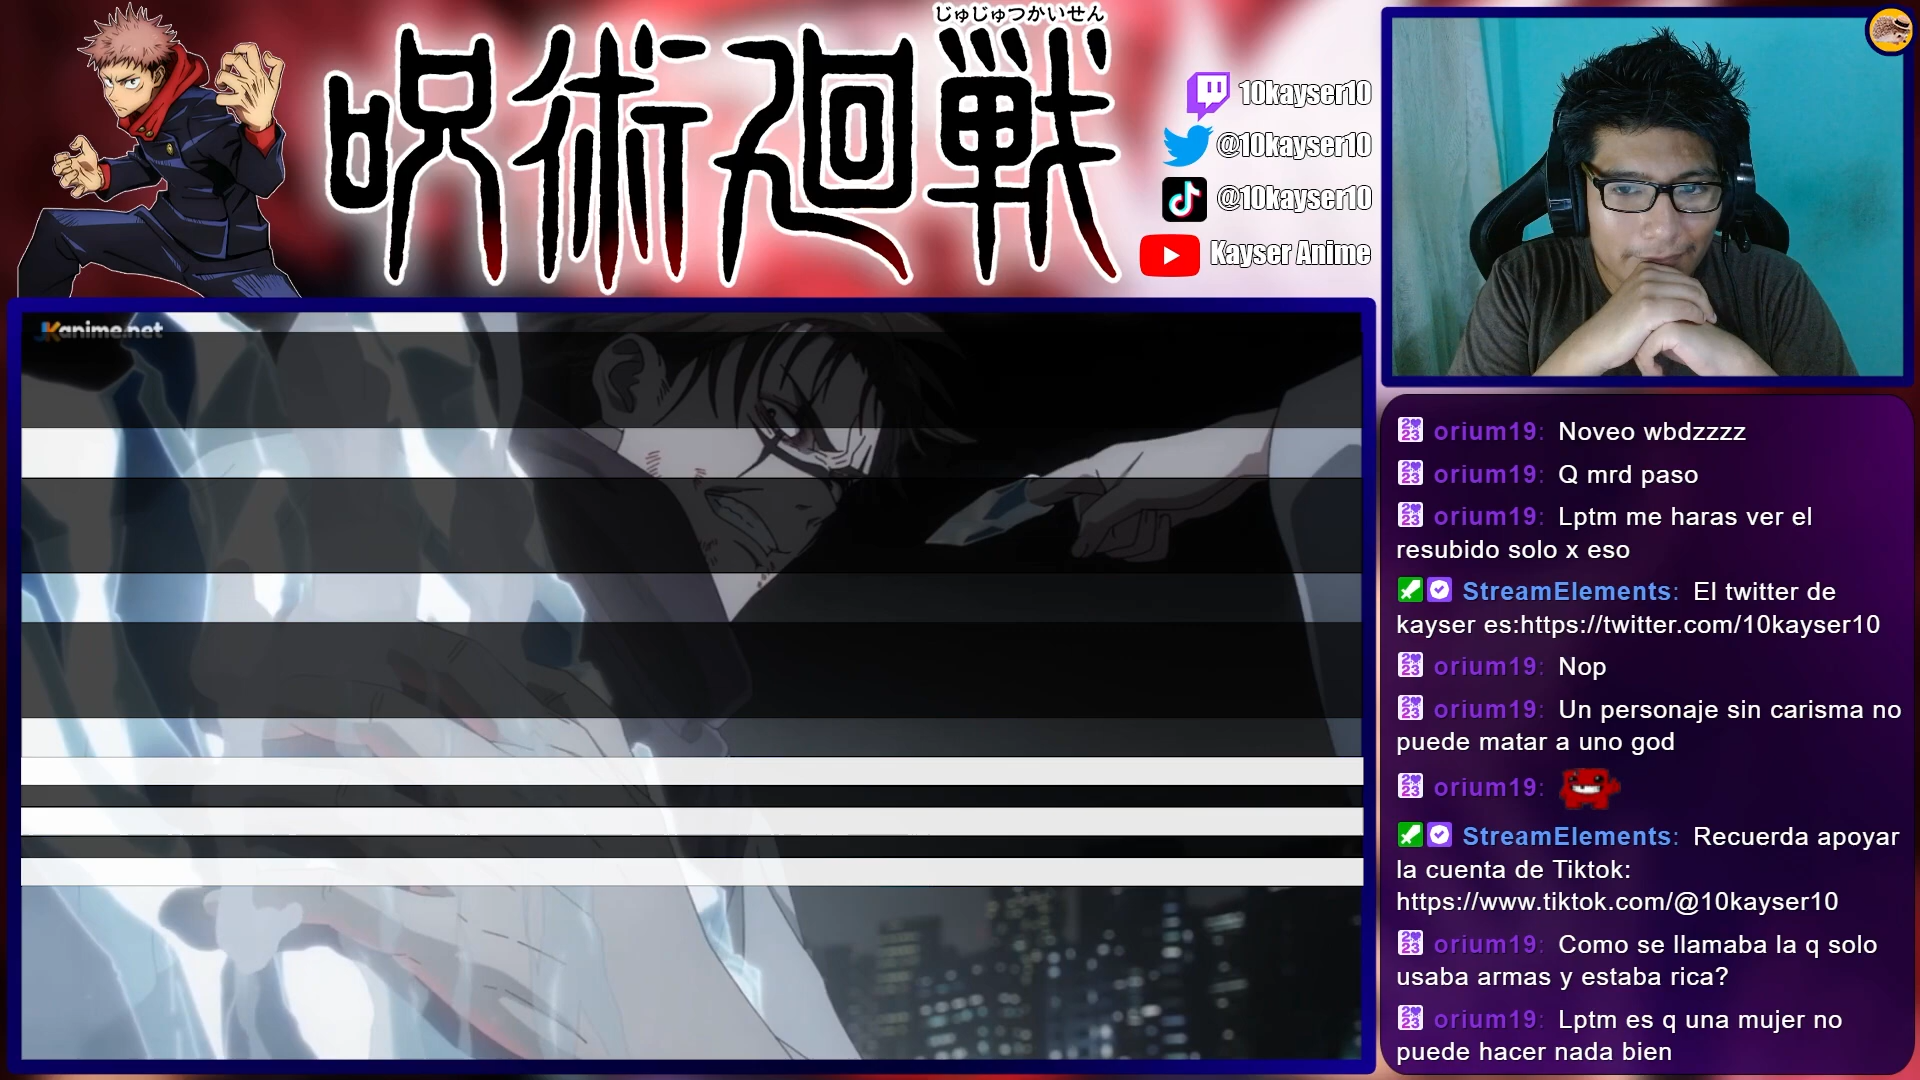 じゅじゅつかいせん
呪術廻戦
10kayser10
@10kayser10
@10kayser10
Kayser Anime
JKanime.net
orium19: Noveo wbdzzzz
orium19: Q mrd paso
orium19: Lptm me haras ver el
resubido solo x eso
StreamElements: El twitter de
kayser es:https://twitter.com/10kayser10
orium19: Nop
orium19: Un personaje sin carisma no
puede matar a uno god
orium19:
StreamElements: Recuerda apoyar
la cuenta de Tiktok:
https://www.tiktok.com/@10kayser10
orium19: Como se llamaba la q solo
usaba armas y estaba rica?
orium19: Lptm es q una mujer no
puede hacer nada bien